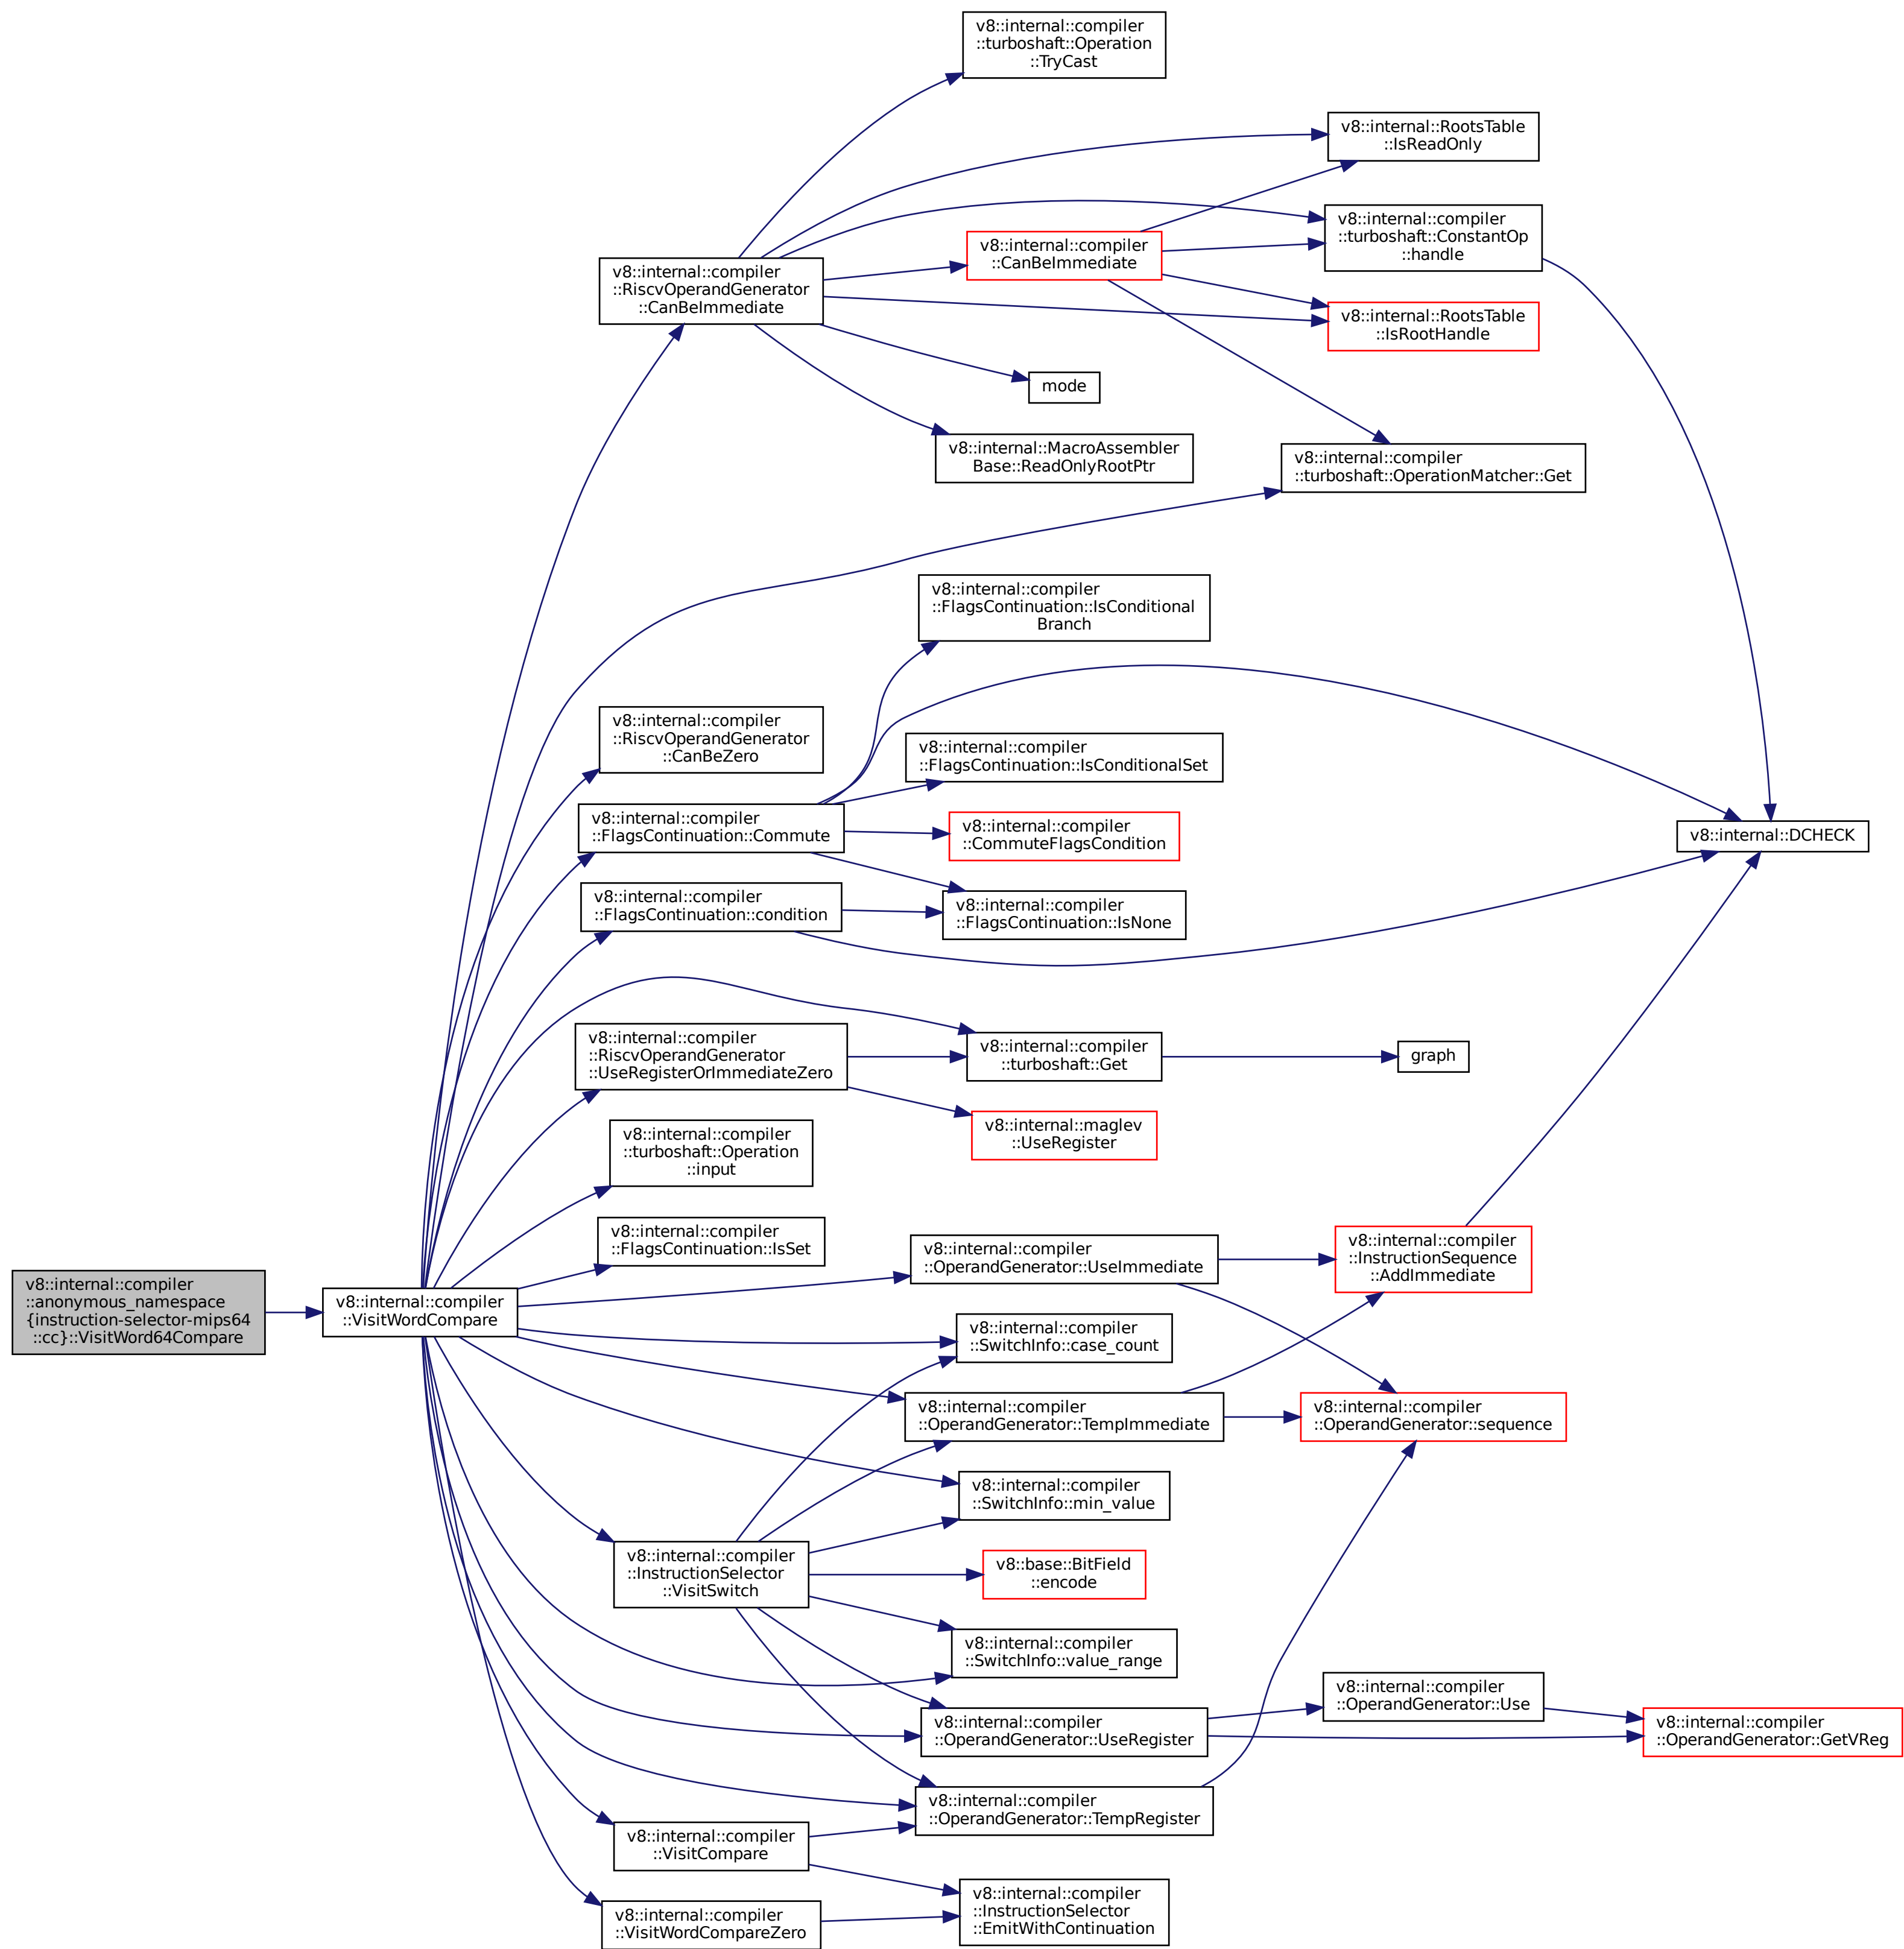 v8::internal::compiler
::turboshaft::Operation
::TryCast
v8::internal::RootsTable
::IsReadOnly
v8::internal::compiler
::turboshaft::ConstantOp
::handle
v8::internal::compiler
::CanBeImmediate
v8::internal::compiler
::RiscvOperandGenerator
::CanBeImmediate
v8::internal::RootsTable
::IsRootHandle
mode
v8::internal::MacroAssembler
Base::ReadOnlyRootPtr
v8::internal::compiler
::turboshaft::OperationMatcher::Get
v8::internal::compiler
::FlagsContinuation::IsConditional
Branch
v8::internal::compiler
::RiscvOperandGenerator
::CanBeZero
v8::internal::compiler
::FlagsContinuation::IsConditionalSet
v8::internal::compiler
::FlagsContinuation::Commute
v8::internal::compiler
::CommuteFlagsCondition
v8::internal::DCHECK
v8::internal::compiler
::FlagsContinuation::condition
v8::internal::compiler
::FlagsContinuation::IsNone
v8::internal::compiler
::RiscvOperandGenerator
::UseRegisterOrImmediateZero
v8::internal::compiler
::turboshaft::Get
graph
v8::internal::maglev
::UseRegister
v8::internal::compiler
::turboshaft::Operation
::input
v8::internal::compiler
::FlagsContinuation::IsSet
v8::internal::compiler
::OperandGenerator::UseImmediate
v8::internal::compiler
::InstructionSequence
::AddImmediate
v8::internal::compiler
::anonymous_namespace
{instruction-selector-mips64
::cc}::VisitWord64Compare
v8::internal::compiler
::VisitWordCompare
v8::internal::compiler
::SwitchInfo::case_count
v8::internal::compiler
::OperandGenerator::TempImmediate
v8::internal::compiler
::OperandGenerator::sequence
v8::internal::compiler
::SwitchInfo::min_value
v8::internal::compiler
::InstructionSelector
::VisitSwitch
v8::base::BitField
::encode
v8::internal::compiler
::SwitchInfo::value_range
v8::internal::compiler
::OperandGenerator::UseRegister
v8::internal::compiler
::OperandGenerator::Use
v8::internal::compiler
::OperandGenerator::GetVReg
v8::internal::compiler
::OperandGenerator::TempRegister
v8::internal::compiler
::VisitCompare
v8::internal::compiler
::InstructionSelector
::EmitWithContinuation
v8::internal::compiler
::VisitWordCompareZero